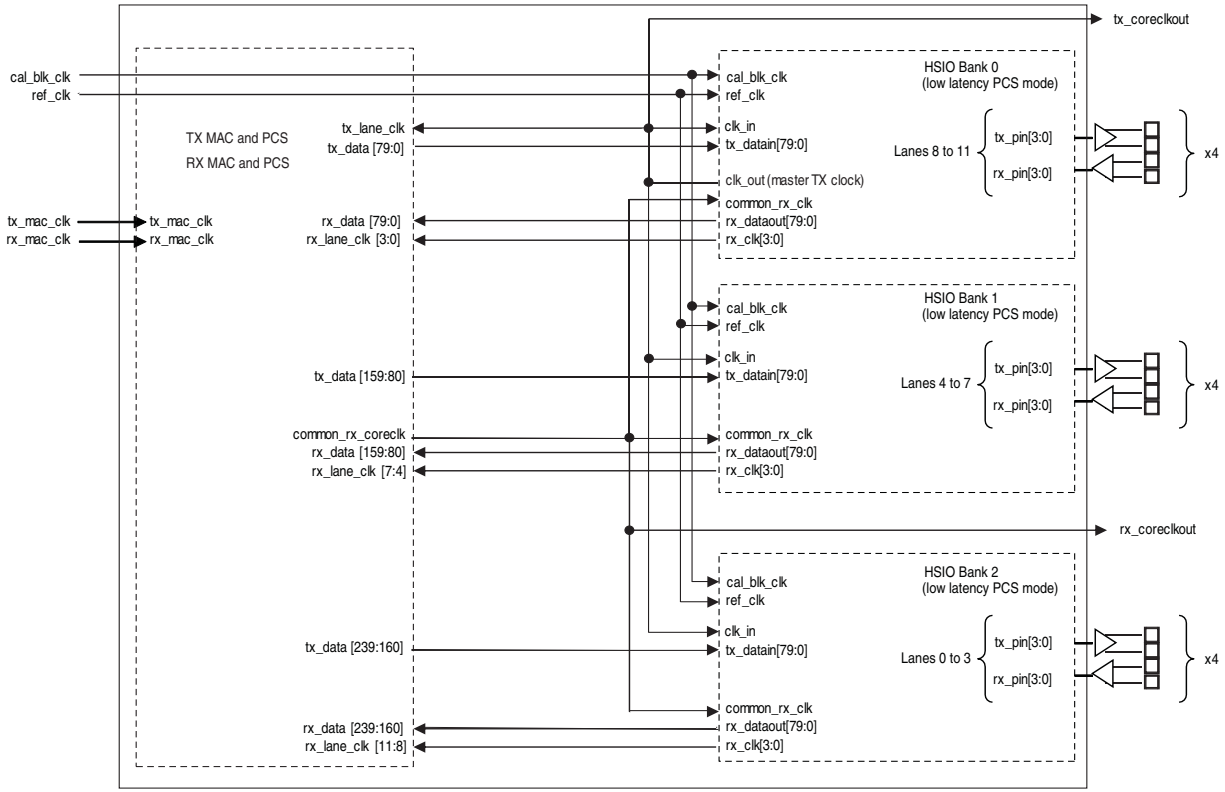 tx_coreclkout
cal_blk_clk
ref_clk
tx_mac_clk
rx_mac_clk
TX MAC and PCS
RX MAC and PCS
tx_mac_clk
rx_mac_clk
tx_lane_clk
tx_data [79:0]
rx_data [79:0]
rx_lane_clk [3:0]
tx_data [159:80]
common_rx_coreclk
rx_data [159:80]
rx_lane_clk [7:4]
tx_data [239:160]
rx_data [239:160]
rx_lane_clk [11:8]
HSIO Bank 0
(low latency PCS mode)
cal_blk_clk
ref_clk
clk_in
tx_datain[79:0]
clk_out (master TX clock)
common_rx_clk
rx_dataout[79:0]
rx_clk[3:0]
Lanes 8 to 11
tx_pin[3:0]
rx_pin[3:0]
x4
HSIO Bank 1
(low latency PCS mode)
cal_blk_clk
ref_clk
clk_in
tx_datain[79:0]
common_rx_clk
rx_dataout[79:0]
rx_clk[3:0]
Lanes 4 to 7
tx_pin[3:0]
rx_pin[3:0]
x4
rx_coreclkout
HSIO Bank 2
(low latency PCS mode)
cal_blk_clk
ref_clk
clk_in
tx_datain[79:0]
common_rx_clk
rx_dataout[79:0]
rx_clk[3:0]
Lanes 0 to 3
tx_pin[3:0]
rx_pin[3:0]
x4